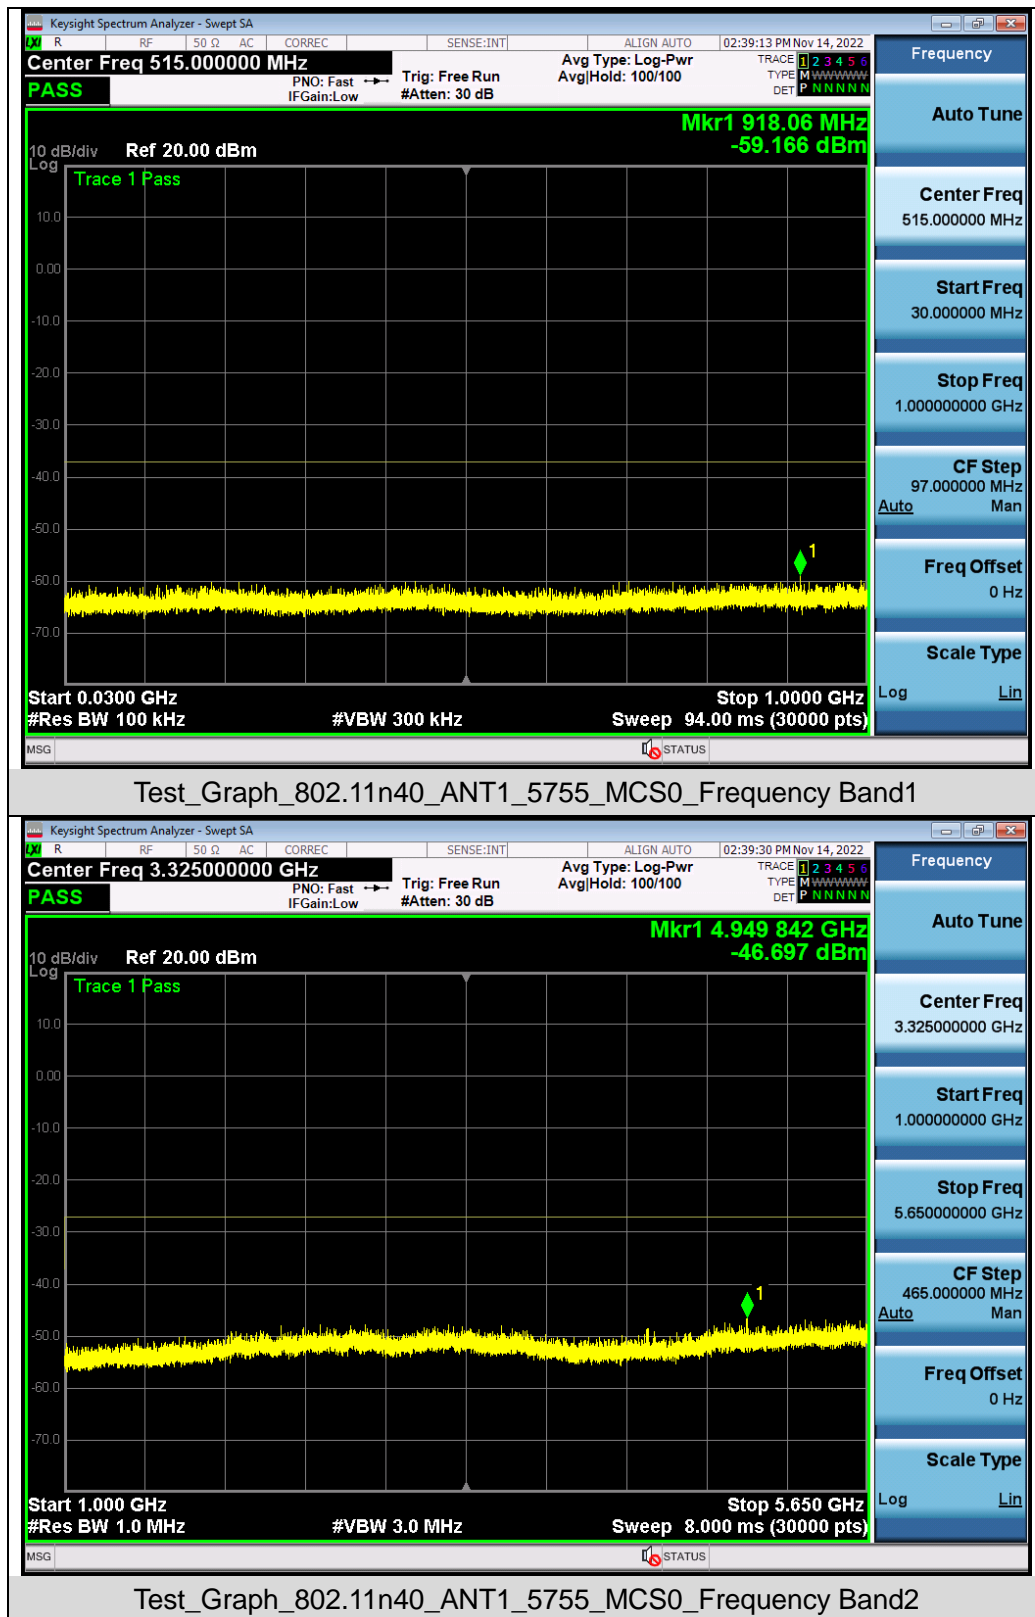 Keysight Spectrum Analyzer - Swept SA
LXI R RF 50 Ω AC CORREC SENSE:INT ALIGN AUTO 02:39:13 PM Nov 14, 2022
Center Freq 515.000000 MHz
PASS
PNO: Fast
IFGain:Low
Trig: Free Run
#Atten: 30 dB
Avg Type: Log-Pwr
Avg|Hold: 100/100
TRACE 1 2 3 4 5 6
TYPE M WWWWW
DET P N N N N N
Mkr1 918.06 MHz
-59.166 dBm
10 dB/div Ref 20.00 dBm
Log
Trace 1 Pass
10.0
0.00
-10.0
-20.0
-30.0
-40.0
-50.0
-60.0
-70.0
1
Start 0.0300 GHz Stop 1.0000 GHz
#Res BW 100 kHz #VBW 300 kHz Sweep 94.00 ms (30000 pts)
MSG STATUS
Frequency
Auto Tune
Center Freq
515.000000 MHz
Start Freq
30.000000 MHz
Stop Freq
1.000000000 GHz
CF Step
97.000000 MHz
Auto Man
Freq Offset
0 Hz
Scale Type
Log Lin
Test_Graph_802.11n40_ANT1_5755_MCS0_Frequency Band1
Keysight Spectrum Analyzer - Swept SA
LXI R RF 50 Ω AC CORREC SENSE:INT ALIGN AUTO 02:39:30 PM Nov 14, 2022
Center Freq 3.325000000 GHz
PASS
PNO: Fast
IFGain:Low
Trig: Free Run
#Atten: 30 dB
Avg Type: Log-Pwr
Avg|Hold: 100/100
TRACE 1 2 3 4 5 6
TYPE M WWWWW
DET P N N N N N
Mkr1 4.949 842 GHz
-46.697 dBm
10 dB/div Ref 20.00 dBm
Log
Trace 1 Pass
10.0
0.00
-10.0
-20.0
-30.0
-40.0
-50.0
-60.0
-70.0
1
Start 1.000 GHz Stop 5.650 GHz
#Res BW 1.0 MHz #VBW 3.0 MHz Sweep 8.000 ms (30000 pts)
MSG STATUS
Frequency
Auto Tune
Center Freq
3.325000000 GHz
Start Freq
1.000000000 GHz
Stop Freq
5.650000000 GHz
CF Step
465.000000 MHz
Auto Man
Freq Offset
0 Hz
Scale Type
Log Lin
Test_Graph_802.11n40_ANT1_5755_MCS0_Frequency Band2